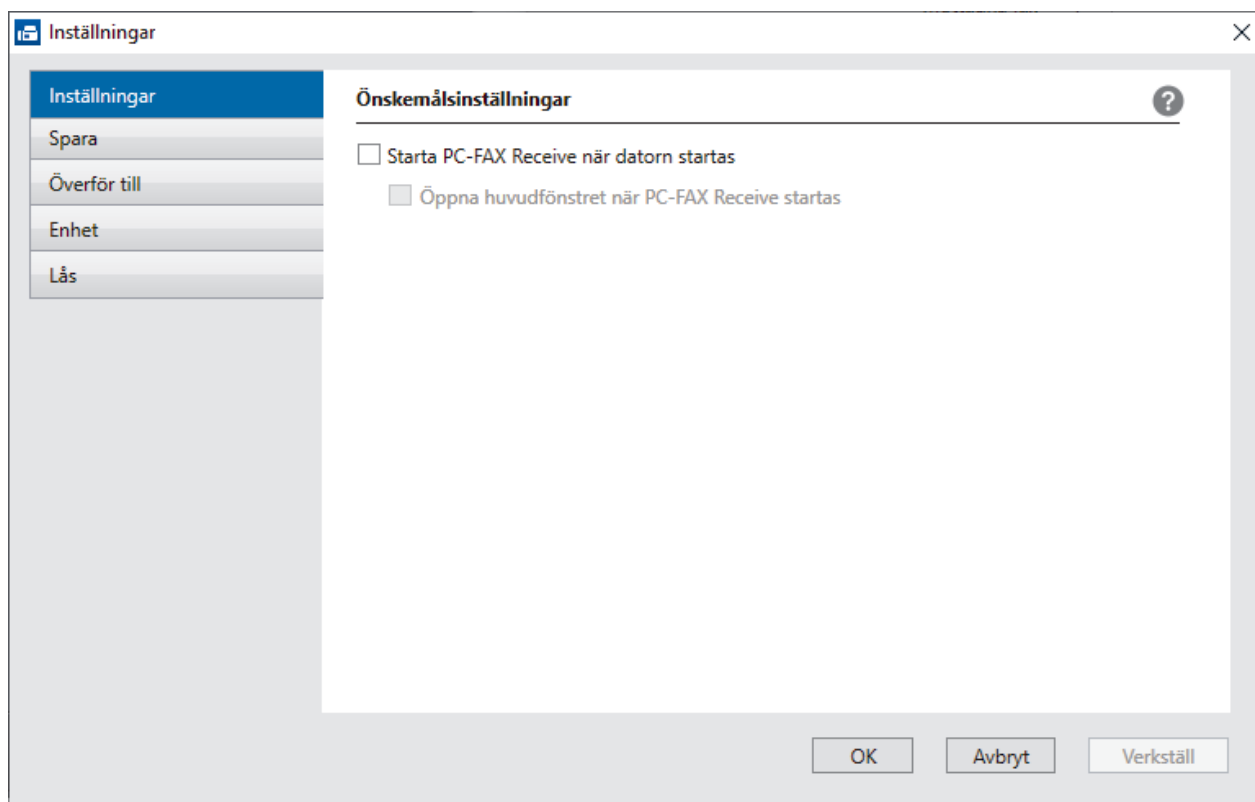 Inställningar
Inställningar
Spara
Överför till
Enhet
Lås
Önskemålsinställningar
?
Starta PC-FAX Receive när datorn startas
Öppna huvudfönstret när PC-FAX Receive startas
OK
Avbryt
Verkställ